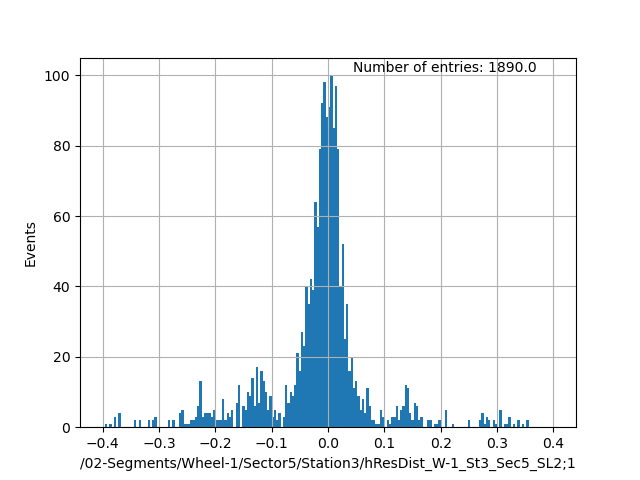 Number of entries: 1890.0
100
80
60
40
20
0
Events
−0.4 −0.3 −0.2 −0.1 0.0 0.1 0.2 0.3 0.4
/02-Segments/Wheel-1/Sector5/Station3/hResDist_W-1_St3_Sec5_SL2;1